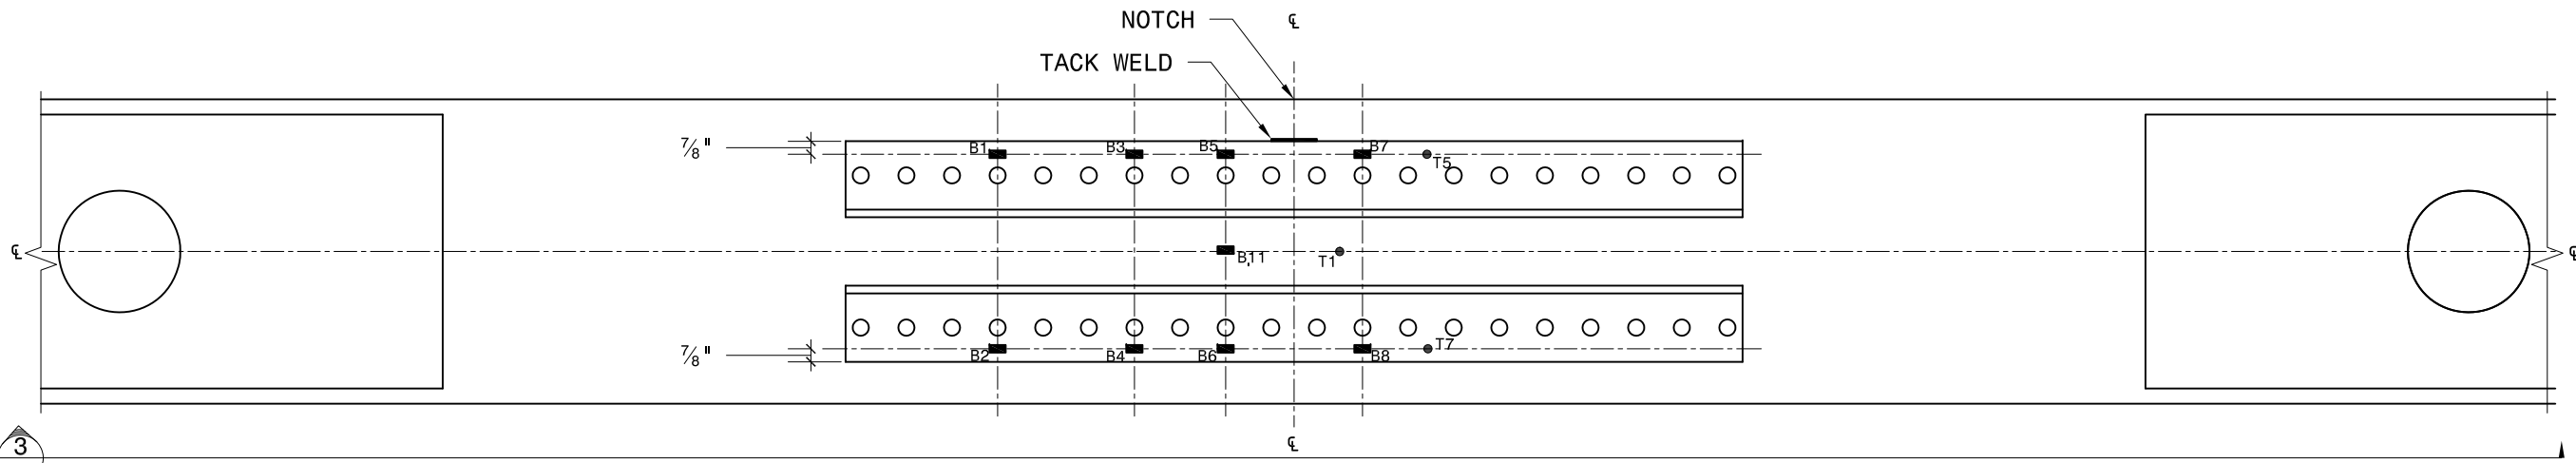 NOTCH ℄
TACK WELD
7/8"
B1 B3 B5 B7
T5
℄ ℄
B,11 T1
7/8"
B2 B4 B6 B8 T7
3 ℄